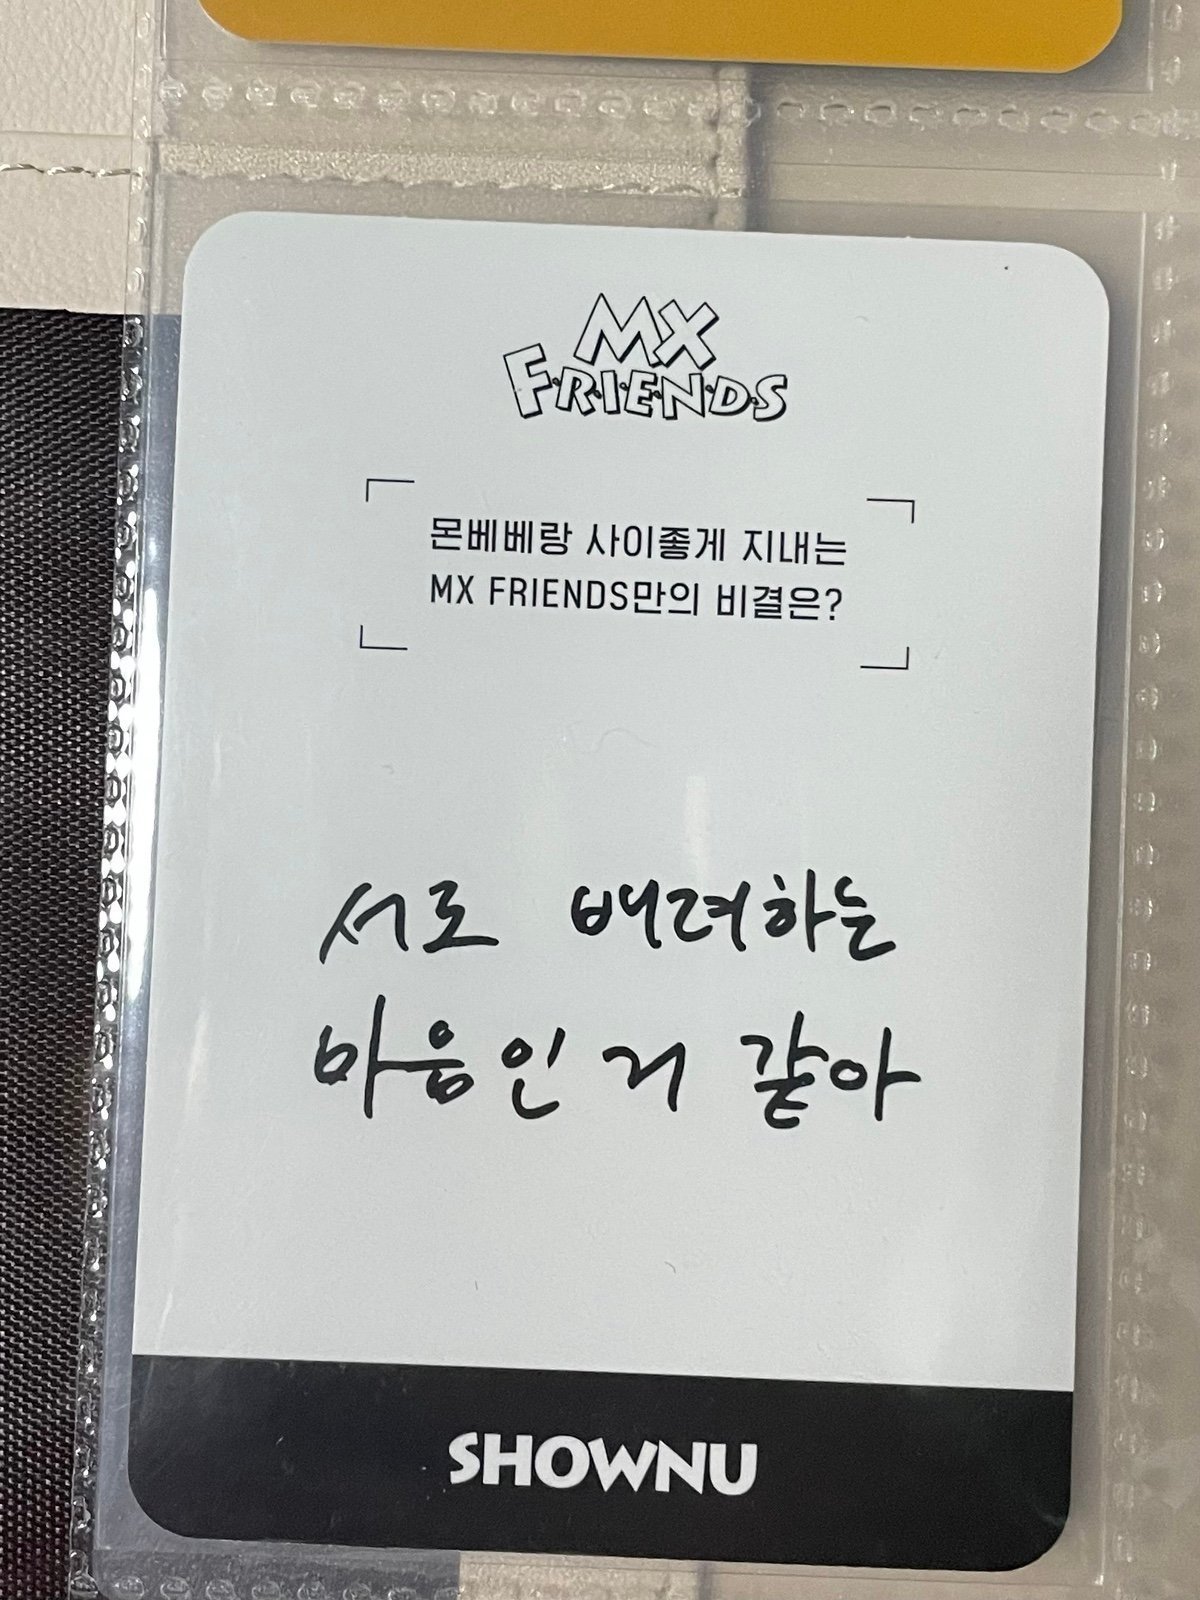 MX
FRIENDS
몬베베랑 사이좋게 지내는
MX FRIENDS만의 비결은?
서로 배려하는
마음인 거 같아
SHOWNU